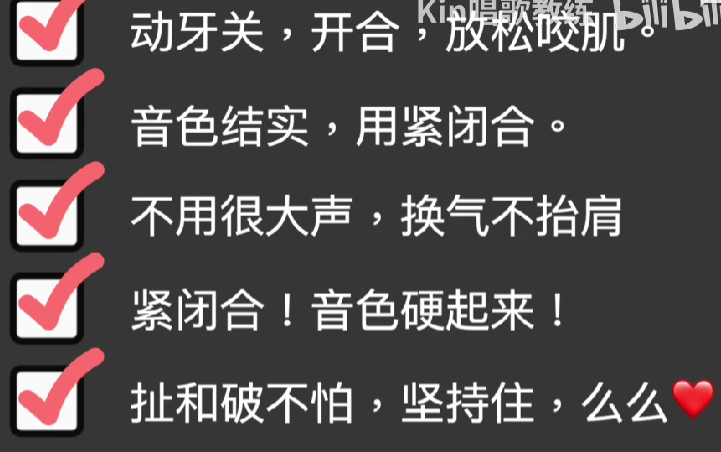 Kin唱歌教练 bilibili
动牙关，开合，放松咬肌。
音色结实，用紧闭合。
不用很大声，换气不抬肩
紧闭合！音色硬起来！
扯和破不怕，坚持住，么么❤️